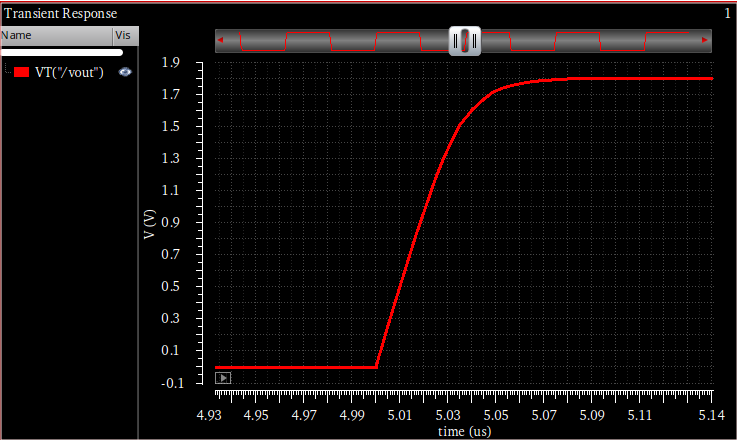 Transient Response 1
Name Vis
VT("/vout")
1.9
1.7
1.5
1.3
1.1
0.9
0.7
0.5
0.3
0.1
-0.1
V (V)
4.93 4.95 4.97 4.99 5.01 5.03 5.05 5.07 5.09 5.11 5.14
time (us)